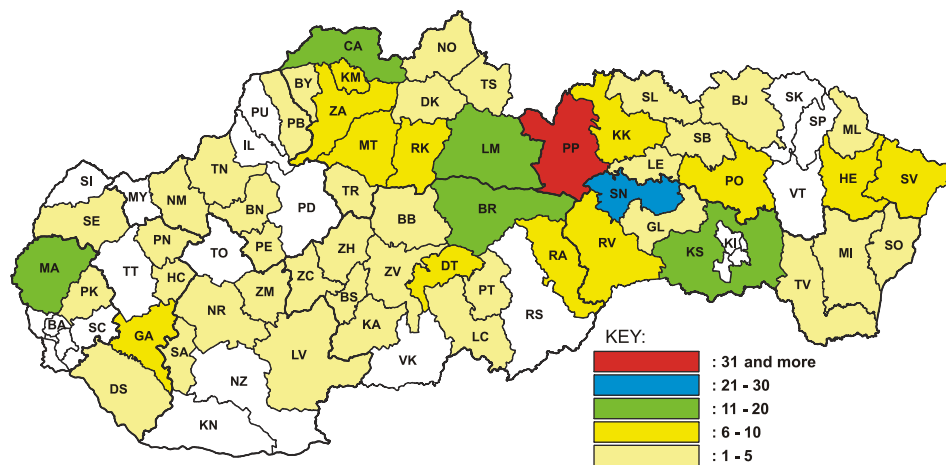 CA
NO
BY
KM
TS
PU
PB
ZA
DK
SL
BJ
SK
SP
ML
IL
MT
RK
LM
PP
KK
SB
LE
PO
VT
HE
SV
SI
MY
NM
TN
BN
PD
TR
BB
BR
SN
GL
SE
PN
TO
PE
ZH
ZV
DT
RA
RV
KS
KI
MI
SO
MA
TT
HC
PK
NR
ZM
ZC
BS
KA
PT
RS
TV
BA
SC
GA
SA
LV
VK
LC
DS
NZ
KN
KEY:
: 31 and more
: 21 - 30
: 11 - 20
: 6 - 10
: 1 - 5